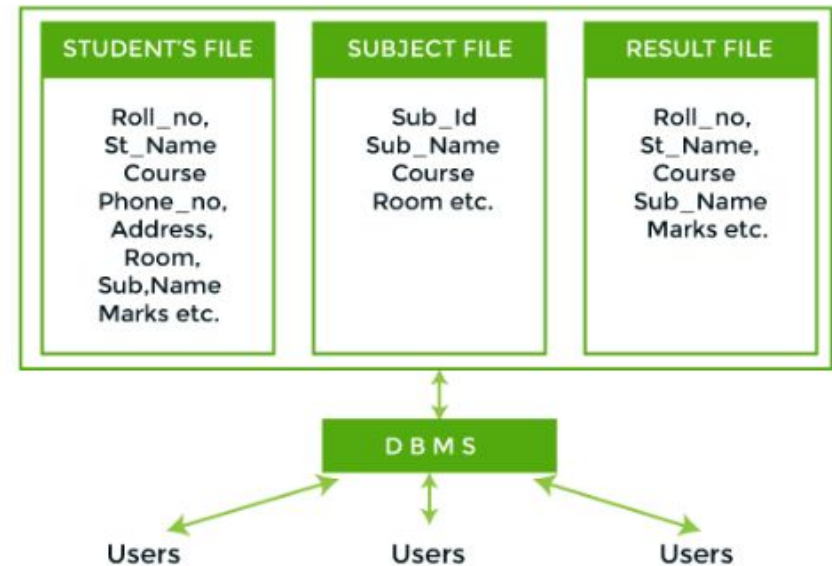 STUDENT'S FILE
Roll_no,
St_Name
Course
Phone_no,
Address,
Room,
Sub,Name
Marks etc.
SUBJECT FILE
Sub_Id
Sub_Name
Course
Room etc.
RESULT FILE
Roll_no,
St_Name,
Course
Sub_Name
Marks etc.
D B M S
Users
Users
Users